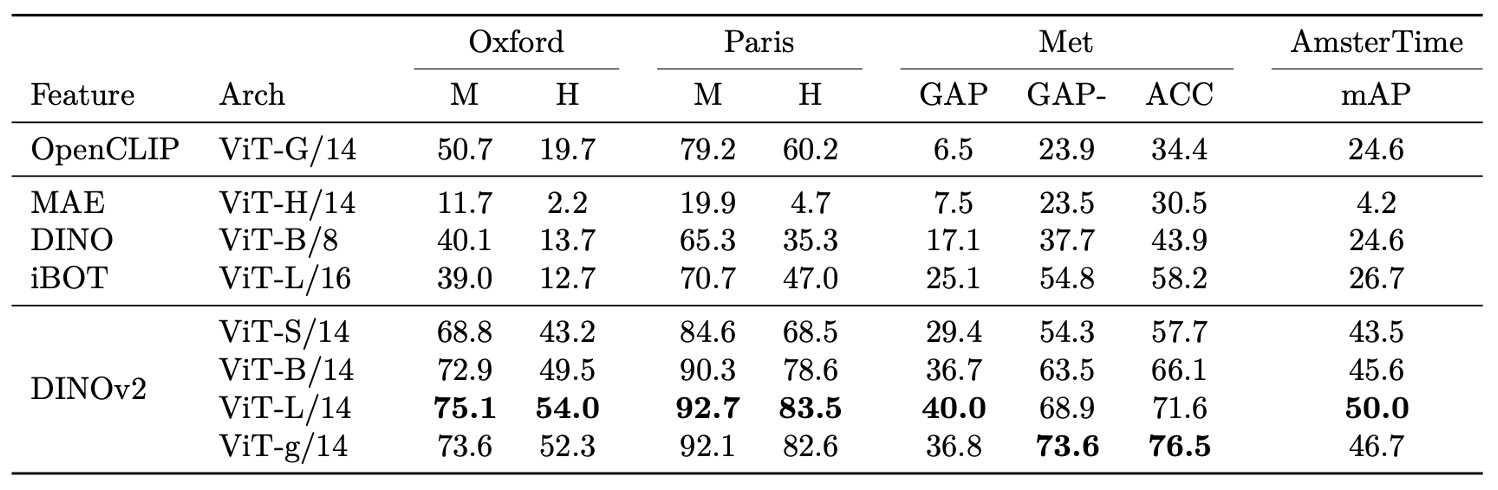 Oxford Paris Met AmsterTime
Feature Arch M H M H GAP GAP- ACC mAP
OpenCLIP ViT-G/14 50.7 19.7 79.2 60.2 6.5 23.9 34.4 24.6
MAE ViT-H/14 11.7 2.2 19.9 4.7 7.5 23.5 30.5 4.2
DINO ViT-B/8 40.1 13.7 65.3 35.3 17.1 37.7 43.9 24.6
iBOT ViT-L/16 39.0 12.7 70.7 47.0 25.1 54.8 58.2 26.7
ViT-S/14 68.8 43.2 84.6 68.5 29.4 54.3 57.7 43.5
ViT-B/14 72.9 49.5 90.3 78.6 36.7 63.5 66.1 45.6
DINOv2
ViT-L/14 75.1 54.0 92.7 83.5 40.0 68.9 71.6 50.0
ViT-g/14 73.6 52.3 92.1 82.6 36.8 73.6 76.5 46.7